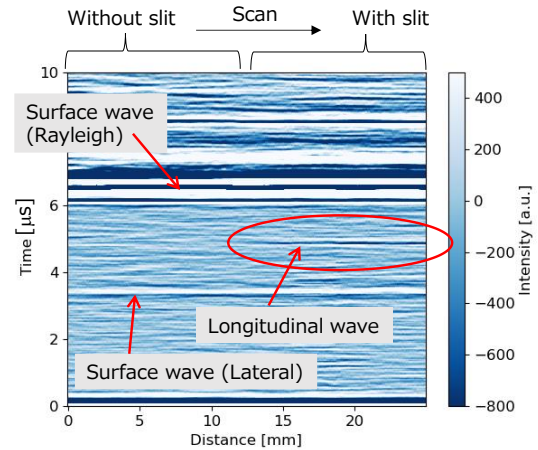 Without slit
Scan
With slit
Surface wave
(Rayleigh)
Longitudinal wave
Surface wave (Lateral)
10
8
6
4
2
0
Time [μS]
0
5
10
15
20
Distance [mm]
400
200
0
−200
−400
−600
−800
Intensity [a.u.]